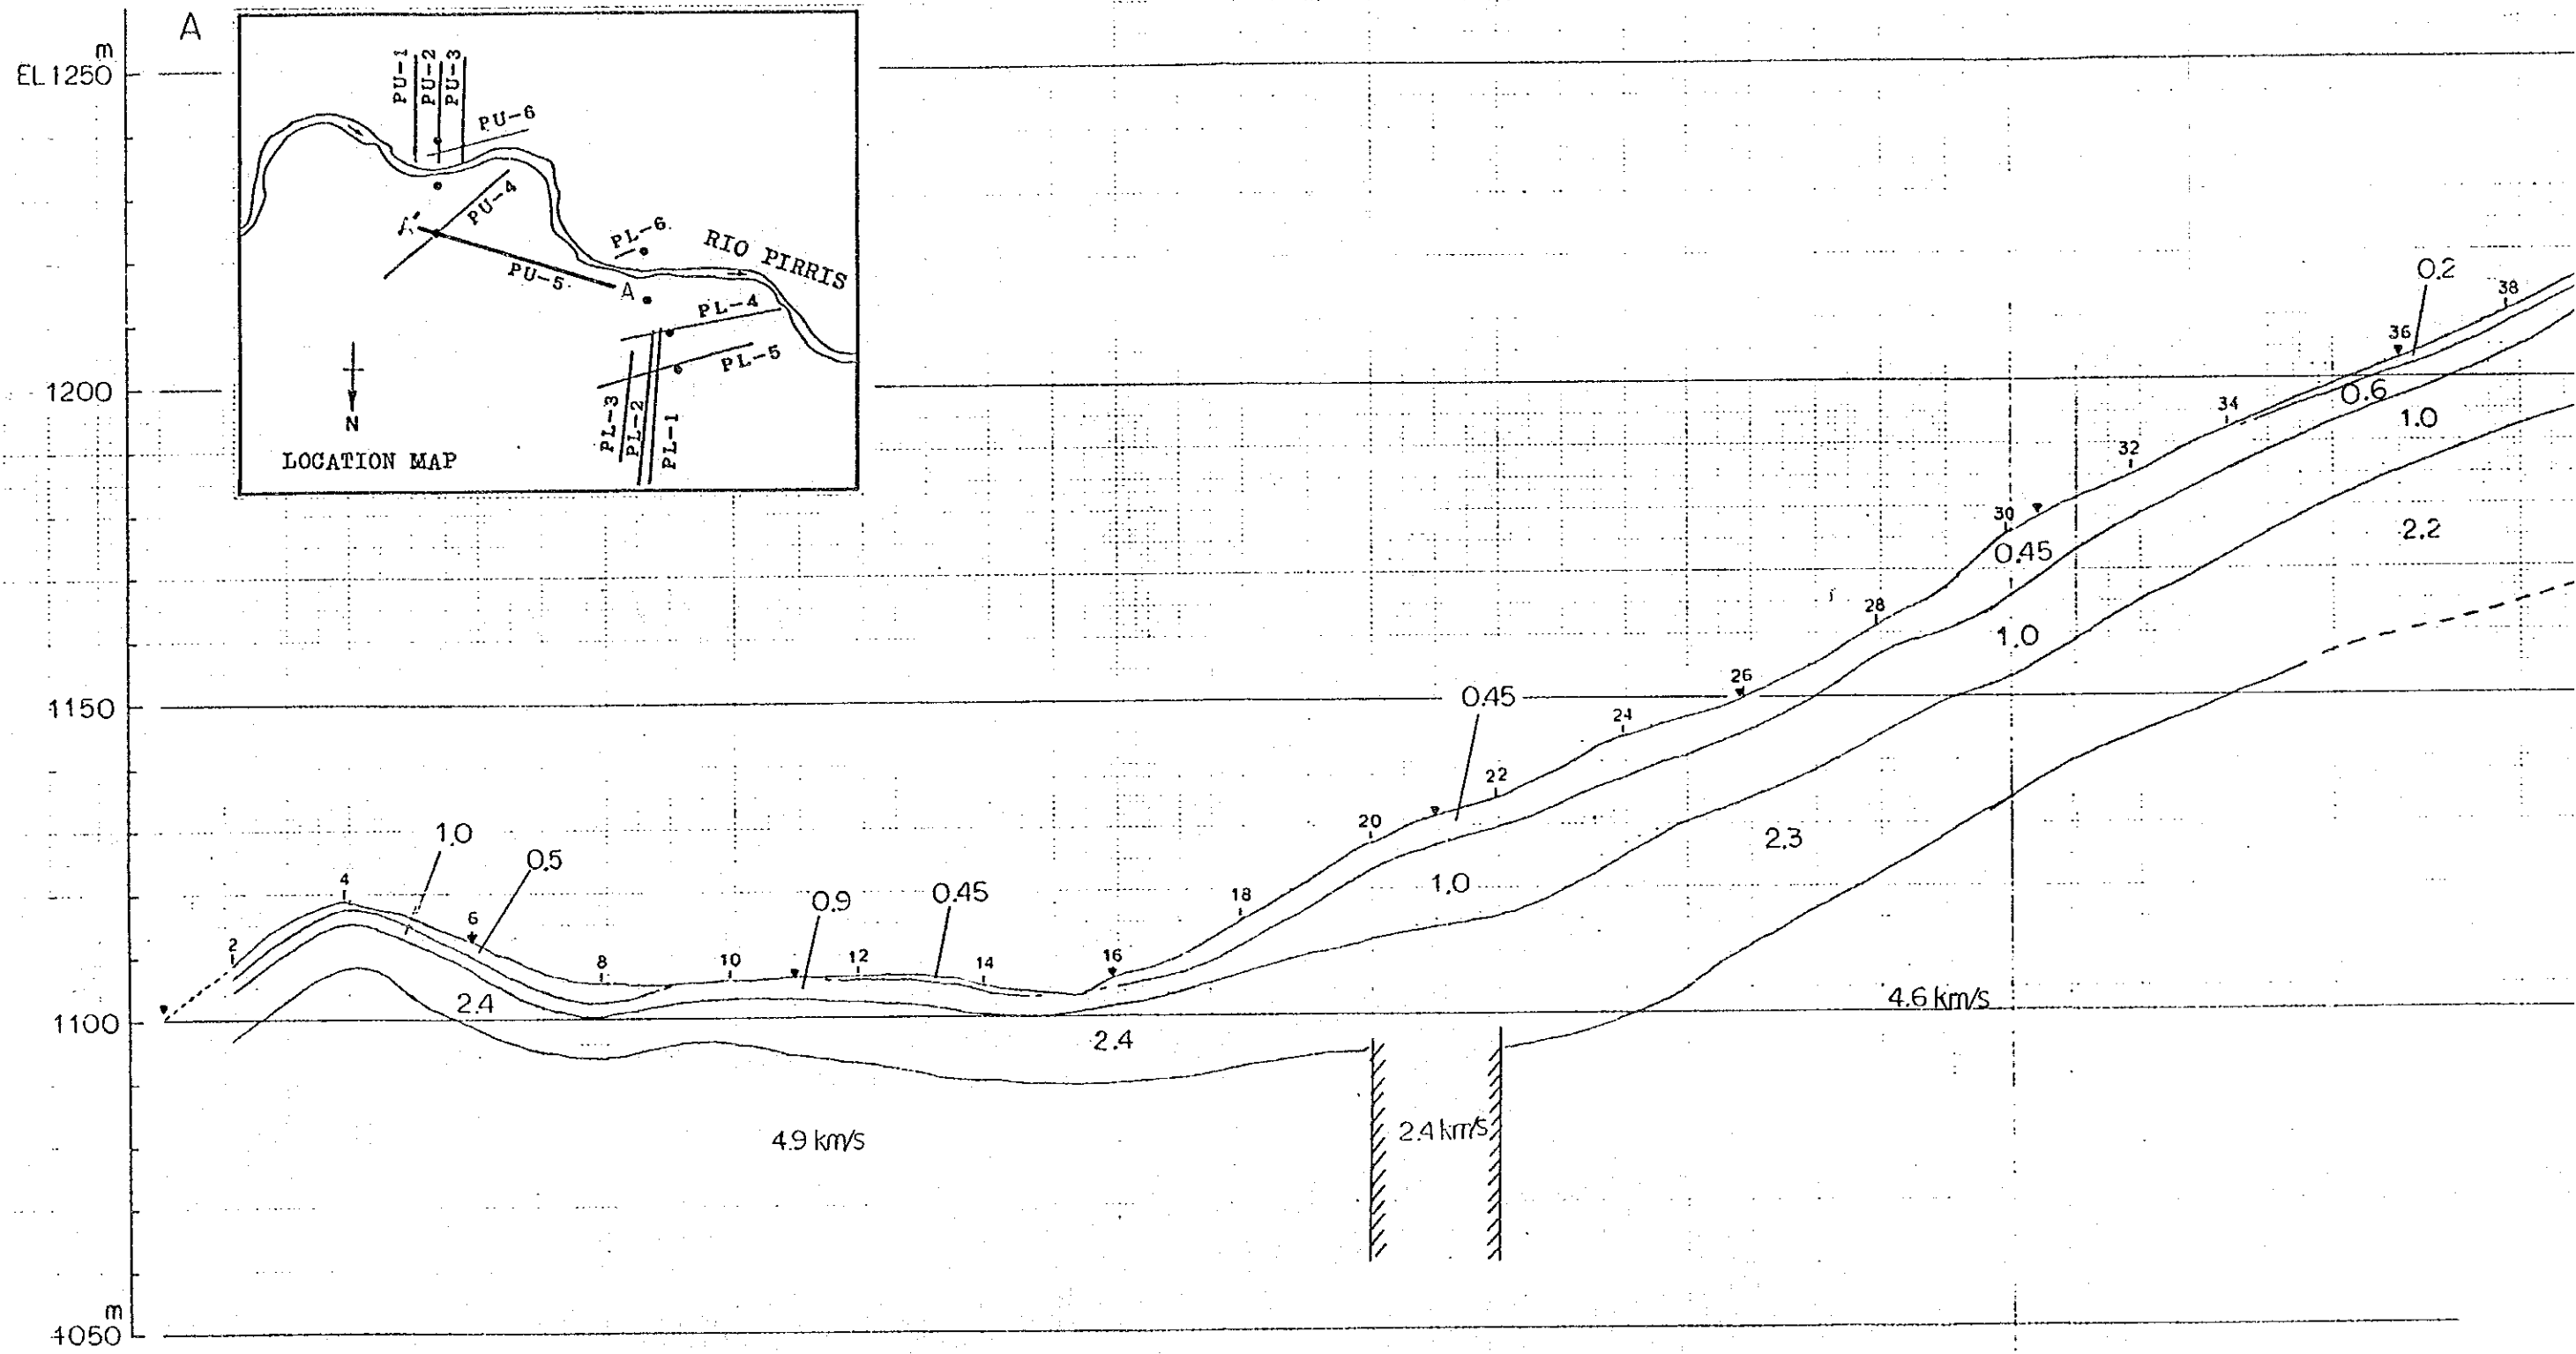 A
m
EL 1250
1200
1150
1100
m
1050
PU-1
PU-2
PU-3
PU-6
PU-4
A'
PU-5
A
PL-6
RIO PIRRIS
PL-4
PL-5
PL-3
PL-2
PL-1
N
LOCATION MAP
0.2
38
36
34
0.6
1.0
32
30
2.2
0.45
28
1.0
26
0.45
24
22
20
2.3
1.0
1.0
0.5
4
0.9
0.45
18
6
2
8
10
12
14
16
2.4
4.6 km/s
2.4
4.9 km/s
2.4 km/s